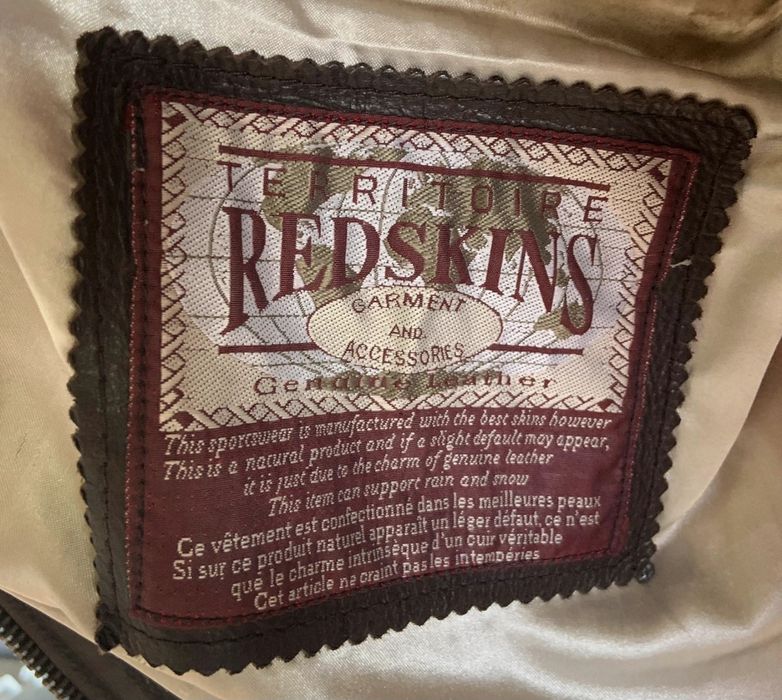 TERRITOIRE
REDSKINS
GARMENT
AND
ACCESSORIES
Genuine Leather
This sportswear is manufactured with the best skins however
This is a natural product and if a slight default may appear,
it is just due to the charm of genuine leather
This item can support rain and snow
Ce vêtement est confectionné dans les meilleures peaux
Si sur ce produit naturel apparaît un léger défaut, ce n'est
que le charme intrinsèque d'un cuir véritable
Cet article ne craint pas les intempéries